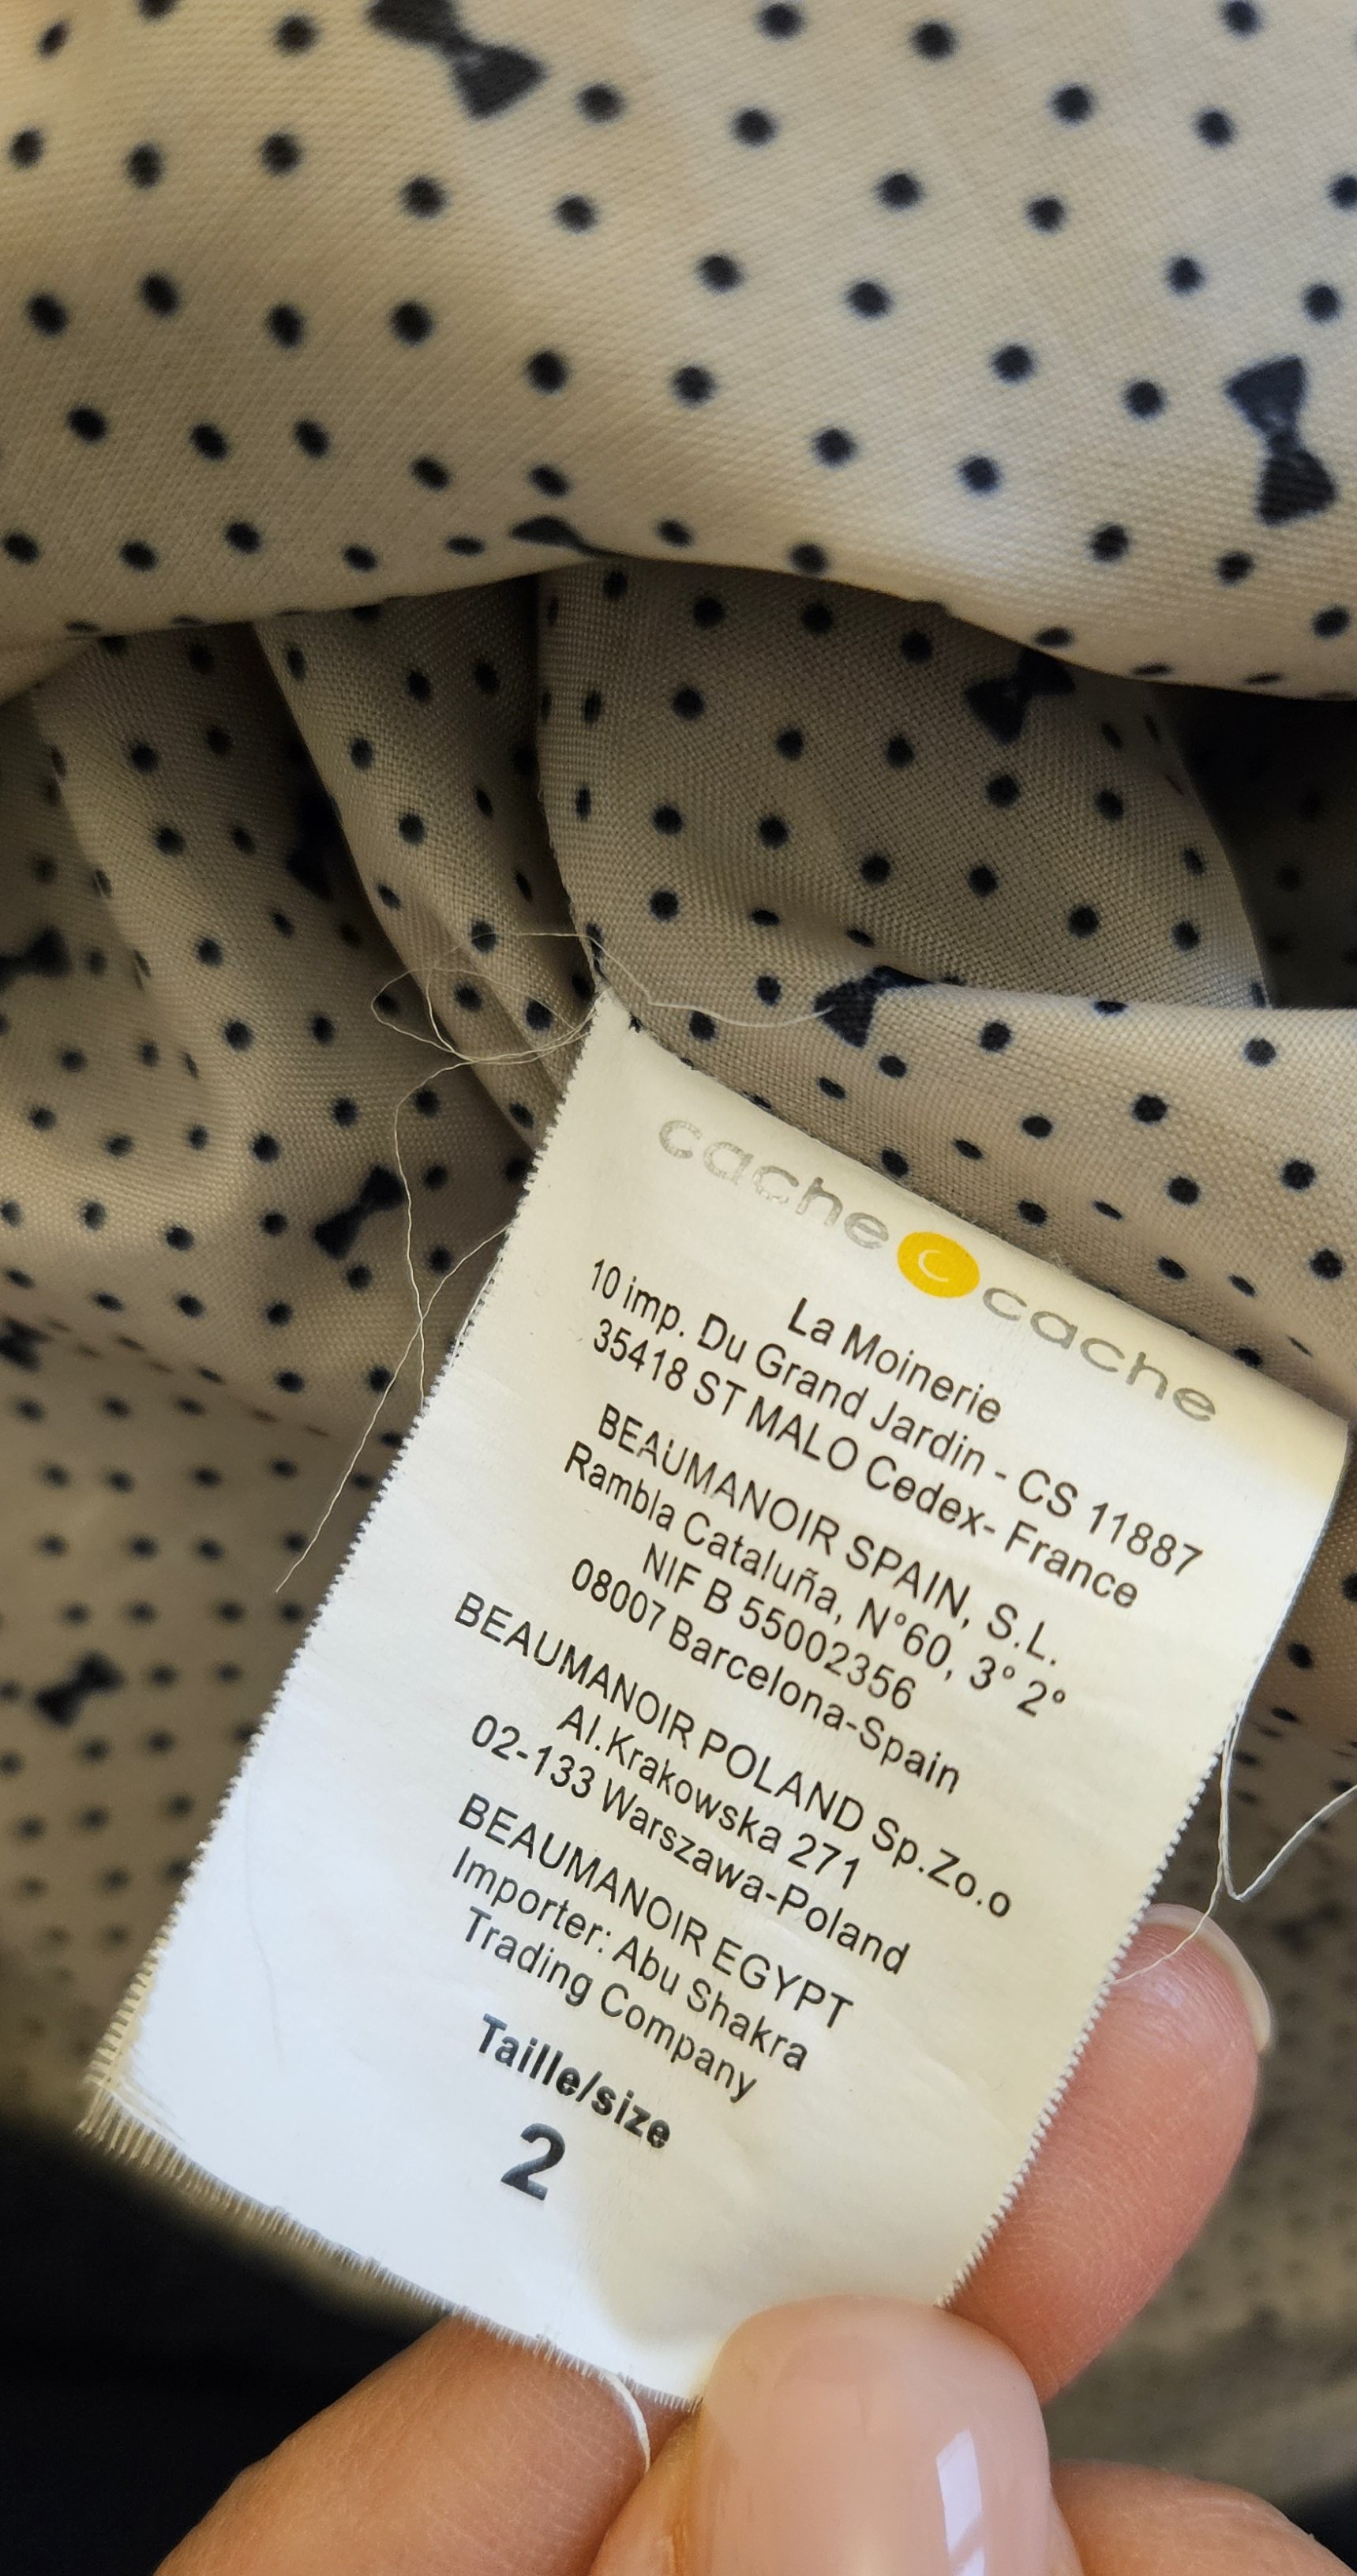 cache c cache
La Moinerie
10 imp. Du Grand Jardin - CS 11887
35418 ST MALO Cedex- France
BEAUMANOIR SPAIN, S.L.
Rambla Cataluña, N°60, 3° 2°
NIF B 55002356
08007 Barcelona-Spain
BEAUMANOIR POLAND Sp.Zo.o
Al.Krakowska 271
02-133 Warszawa-Poland
BEAUMANOIR EGYPT
Importer: Abu Shakra
Trading Company
Taille/size
2